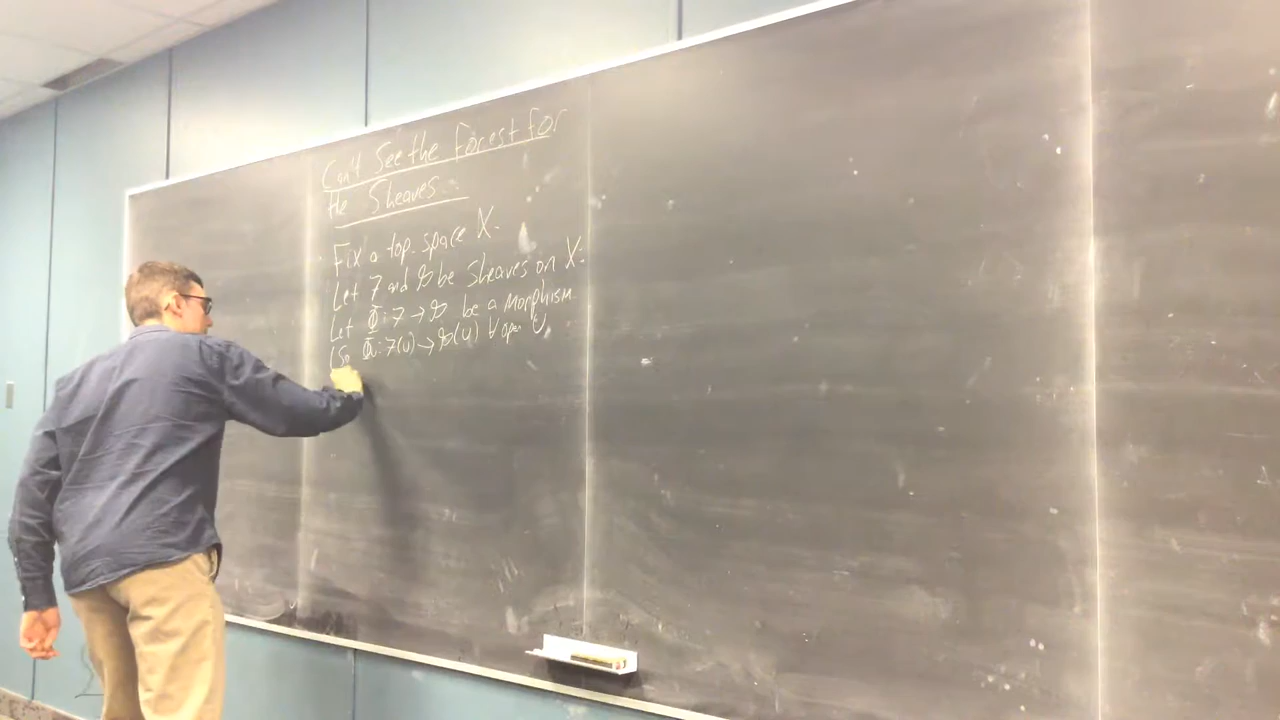 Can't See the Forest for
the Sheaves
Fix a top. space X.
Let F and G be Sheaves on X.
Let Φ: F → G be a Morphism
(So Φ_U: F(U) → G(U) ∀ open U,